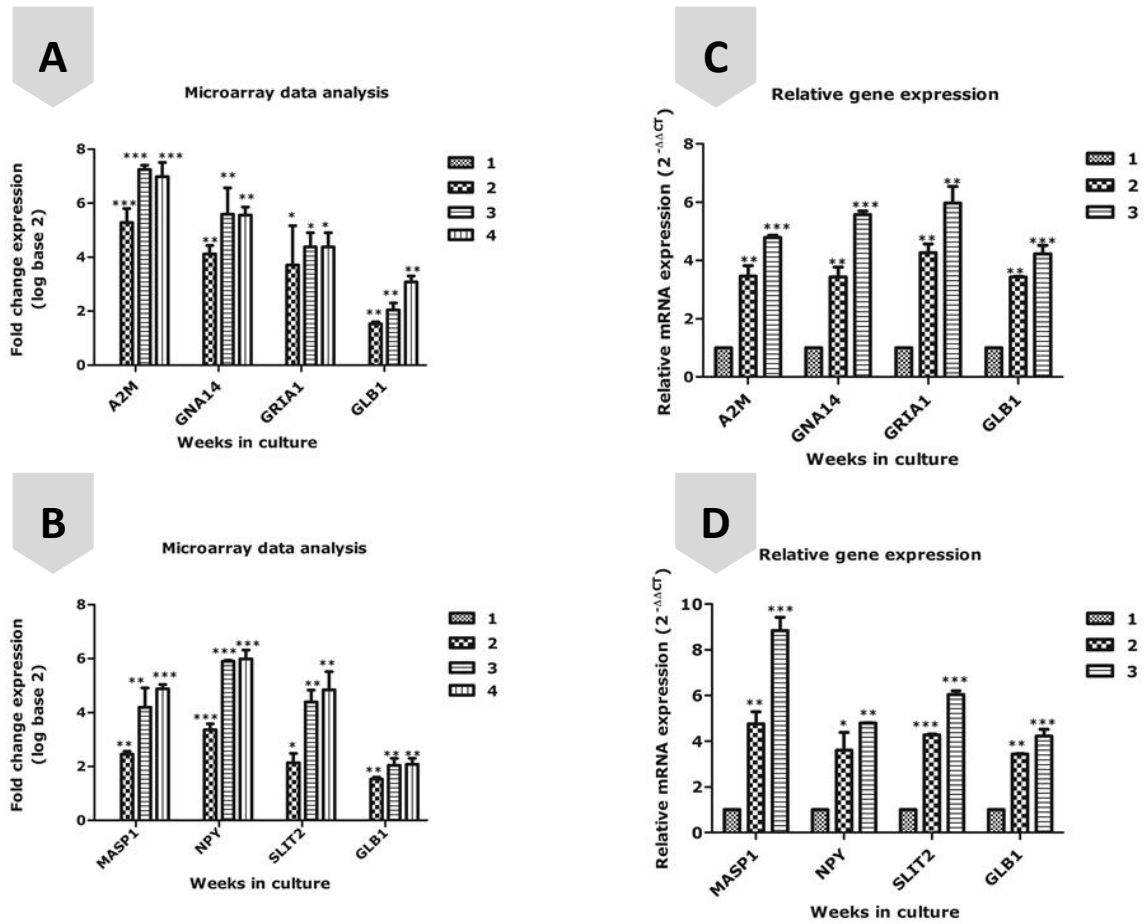 A
Microarray data analysis
Fold change expression
(log base 2)
8
6
4
2
0
*** *** ***
** ** **
* * *
** ** **
A2M
GNA14
GRIA1
GLB1
Weeks in culture
1
2
3
4
C
Relative gene expression
Relative mRNA expression (2^-ΔΔCT)
8
6
4
2
0
** ***
** ***
** **
** ***
A2M
GNA14
GRIA1
GLB1
Weeks in culture
1
2
3
B
Microarray data analysis
Fold change expression
(log base 2)
8
6
4
2
0
** ** ***
*** *** ***
* ** **
** ** **
MASP1
NPY
SLIT2
GLB1
Weeks in culture
1
2
3
4
D
Relative gene expression
Relative mRNA expression (2^-ΔΔCT)
10
8
6
4
2
0
** ***
* **
*** ***
** ***
MASP1
NPY
SLIT2
GLB1
Weeks in culture
1
2
3